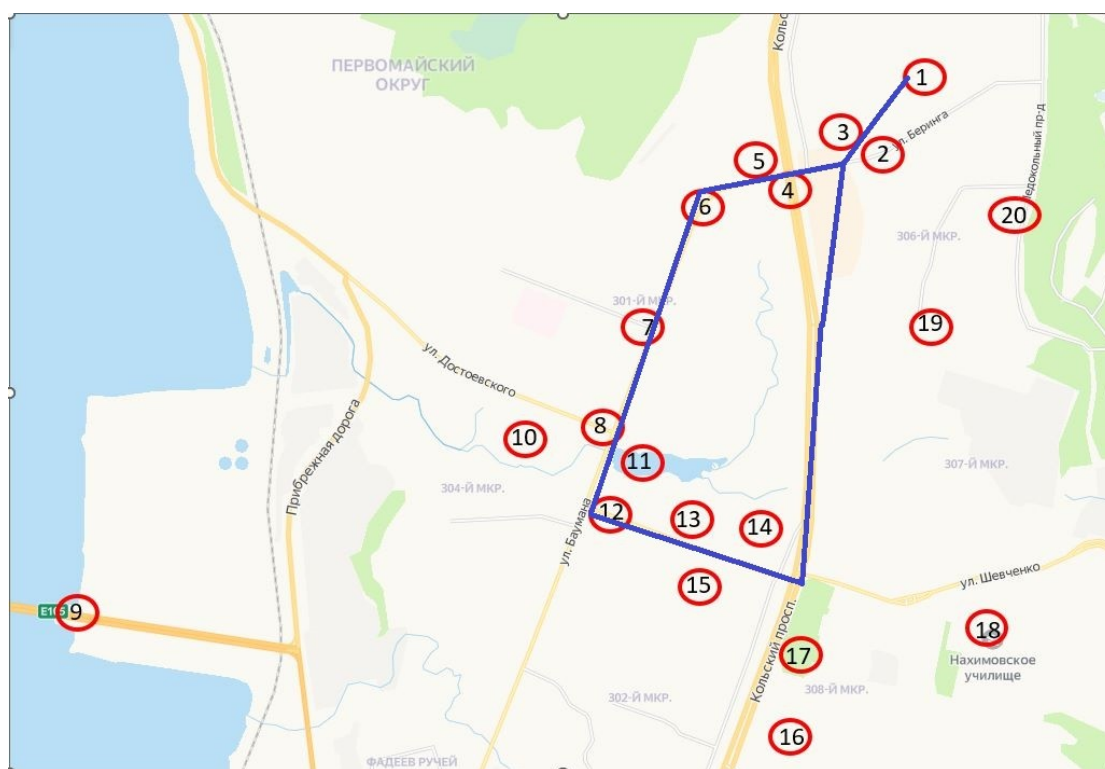 Кольс
1
ПЕРВОМАЙСКИЙ
ОКРУГ
3
ул. Беринга
2
5
4
6
20
306-Й МКР.
301-Й МКР.
7
19
ул. Достоевского
8
10
11
307-Й МКР.
Прибрежная дорога
304-Й МКР.
12
13
14
ул. Баумана
15
ул. Шевченко
E105
9
Кольский просп.
18
17
Нахимовское
училище
302-Й МКР.
308-Й МКР.
16
ФАДЕЕВ РУЧЕЙ